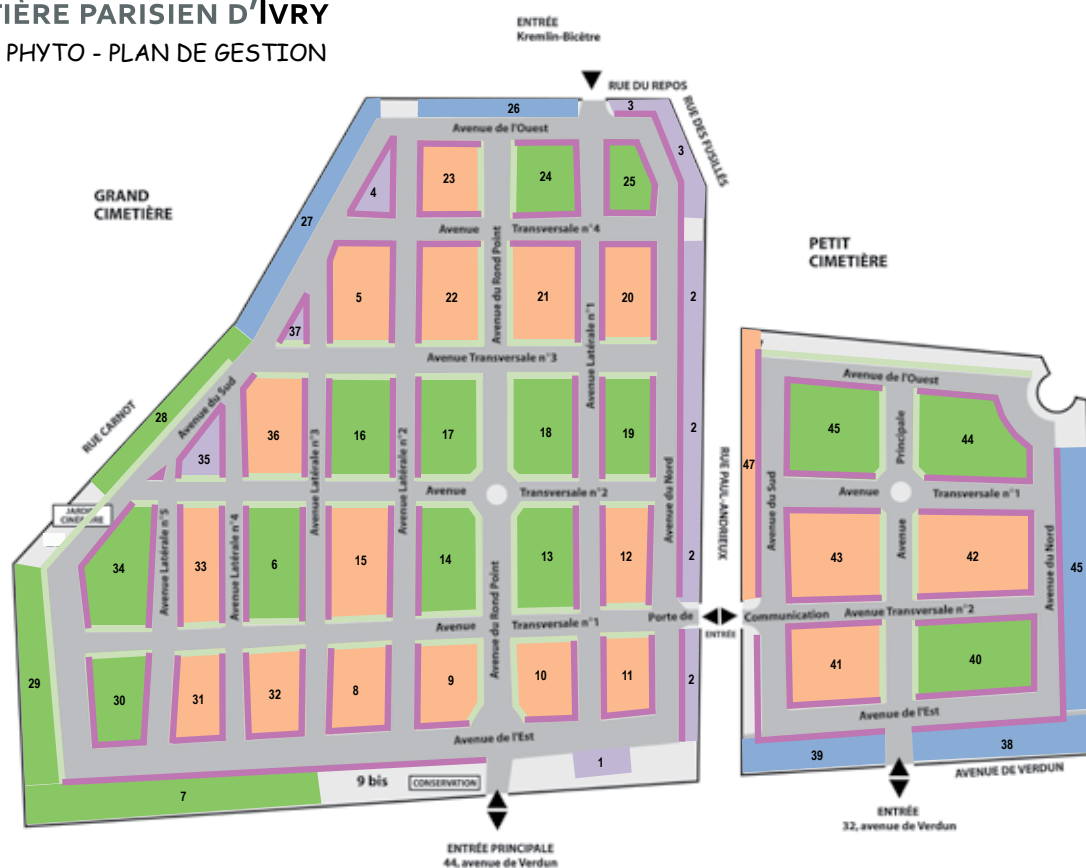 TIÈRE PARISIEN D'IVRY
PHYTO - PLAN DE GESTION
ENTRÉE
Kremlin-Bicêtre
RUE DU REPOS
RUE DES FUSILLÉS
26
3
Avenue de l'Ouest
3
4
23
24
25
GRAND
CIMETIÈRE
27
Avenue
Transversale n°4
Avenue du Rond Point
PETIT
CIMETIÈRE
5
22
21
20
2
37
Avenue Latérale n°1
Avenue Transversale n°3
Avenue de l'Ouest
RUE CARNOT
28
Avenue du Sud
36
16
17
18
19
2
35
Avenue Latérale n°3
Avenue Latérale n°2
Avenue du Nord
RUE PAUL-ANDRIEUX
47
Avenue du Sud
45
Principale
44
Avenue
Transversale n°2
Avenue
Transversale n°1
JARDIN
CINÉRAIRE
Avenue Latérale n°5
Avenue Latérale n°4
34
33
6
15
14
13
12
2
43
Avenue
42
Avenue du Nord
45
Avenue du Rond Point
Avenue
Transversale n°1
Porte de
ENTRÉE
Communication
Avenue Transversale n°2
29
30
31
32
8
9
10
11
2
41
40
Avenue de l'Est
Avenue de l'Est
1
39
38
AVENUE DE VERDUN
7
9 bis
CONSERVATION
ENTRÉE
32, avenue de Verdun
ENTRÉE PRINCIPALE
44, avenue de Verdun